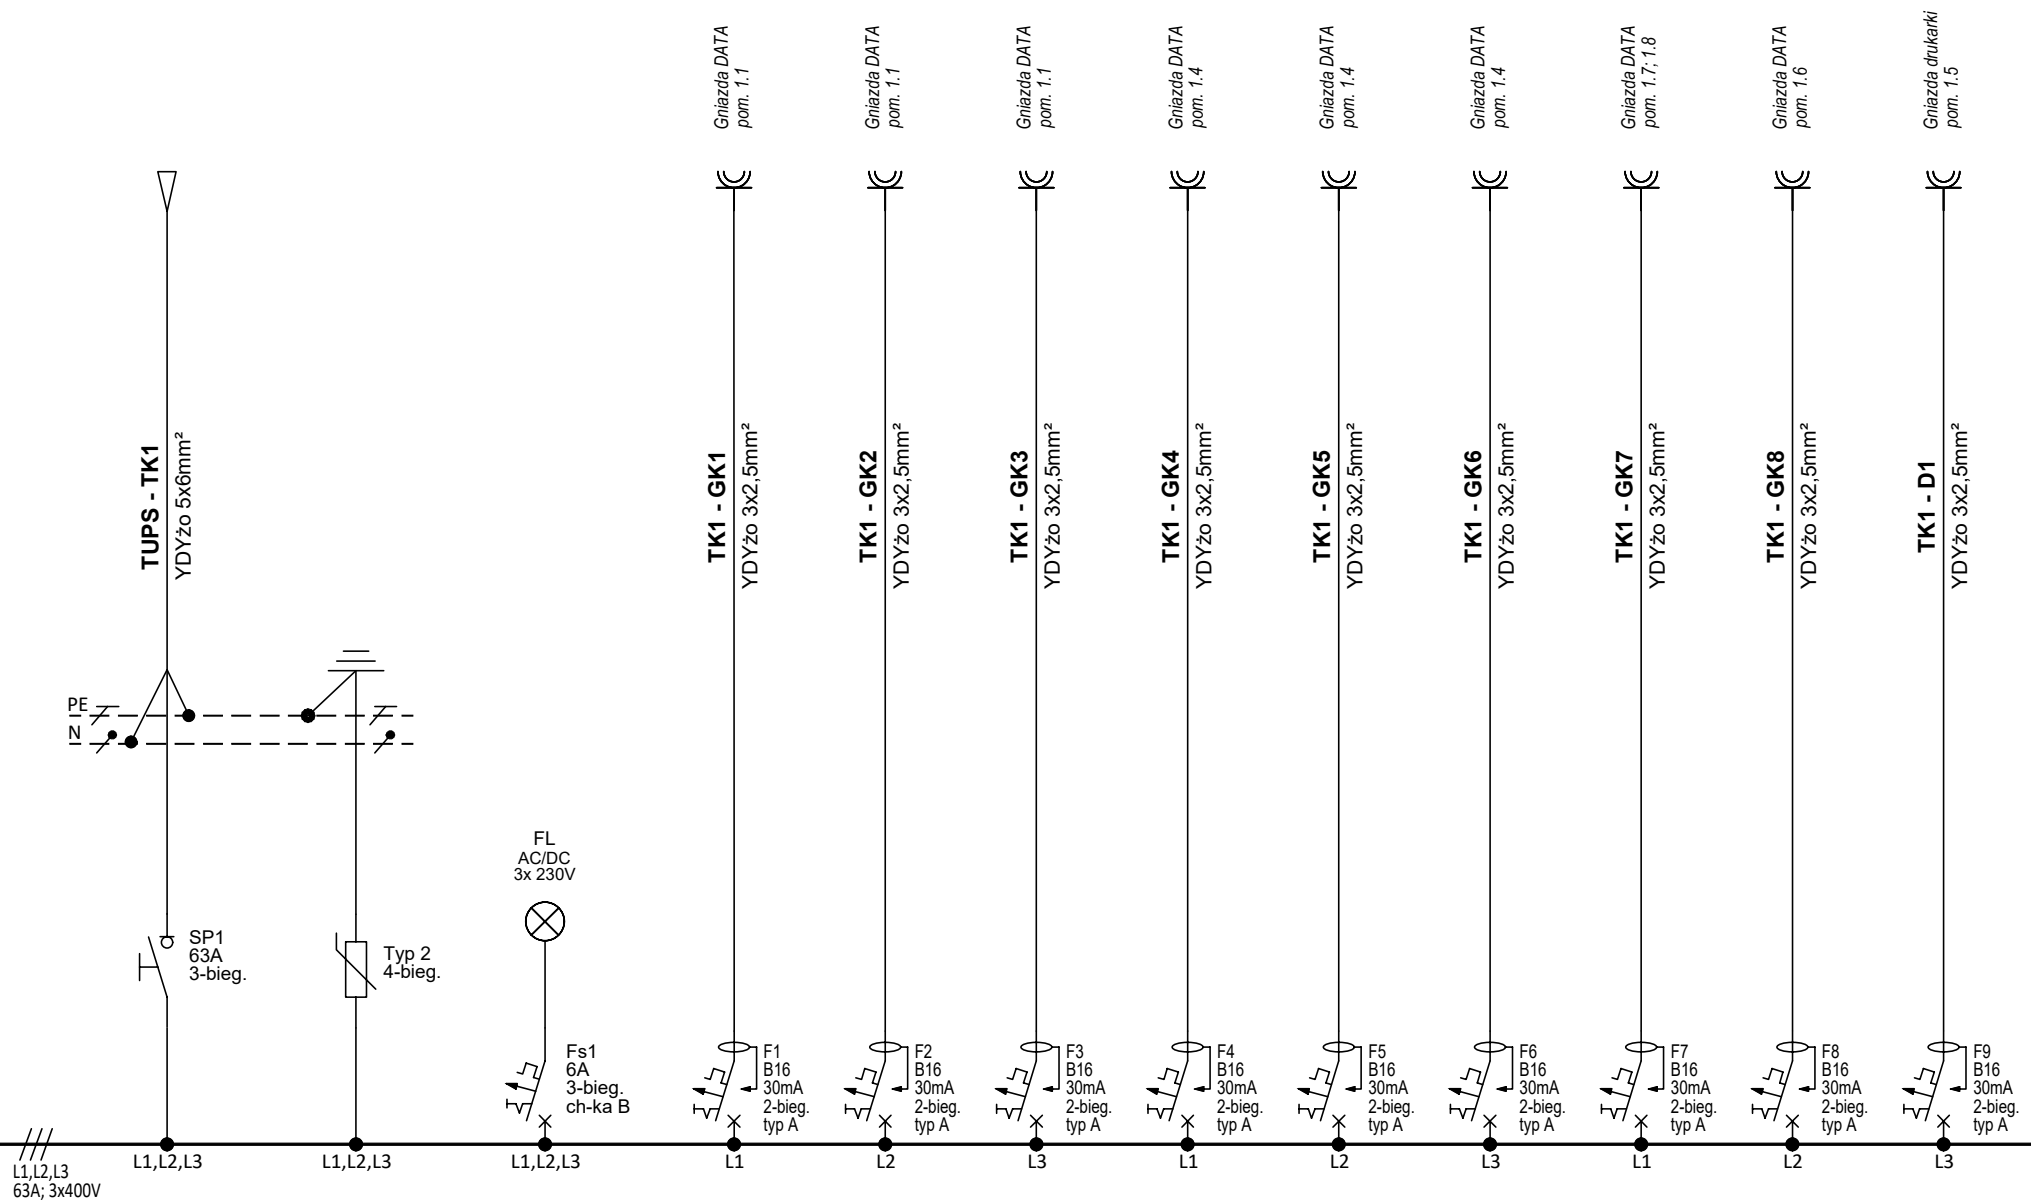 Gniazda DATA
pom. 1.1
Gniazda DATA
pom. 1.1
Gniazda DATA
pom. 1.1
Gniazda DATA
pom. 1.4
Gniazda DATA
pom. 1.4
Gniazda DATA
pom. 1.4
Gniazda DATA
pom. 1.7; 1.8
Gniazda DATA
pom. 1.6
Gniazda drukarki
pom. 1.5
TUPS - TK1
YDYżo 5x6mm²
TK1 - GK1
YDYżo 3x2,5mm²
TK1 - GK2
YDYżo 3x2,5mm²
TK1 - GK3
YDYżo 3x2,5mm²
TK1 - GK4
YDYżo 3x2,5mm²
TK1 - GK5
YDYżo 3x2,5mm²
TK1 - GK6
YDYżo 3x2,5mm²
TK1 - GK7
YDYżo 3x2,5mm²
TK1 - GK8
YDYżo 3x2,5mm²
TK1 - D1
YDYżo 3x2,5mm²
PE
N
FL
AC/DC
3x 230V
SP1
63A
3-bieg.
Typ 2
4-bieg.
Fs1
6A
3-bieg.
ch-ka B
F1
B16
30mA
2-bieg.
typ A
F2
B16
30mA
2-bieg.
typ A
F3
B16
30mA
2-bieg.
typ A
F4
B16
30mA
2-bieg.
typ A
F5
B16
30mA
2-bieg.
typ A
F6
B16
30mA
2-bieg.
typ A
F7
B16
30mA
2-bieg.
typ A
F8
B16
30mA
2-bieg.
typ A
F9
B16
30mA
2-bieg.
typ A
L1,L2,L3
63A; 3x400V
L1,L2,L3
L1,L2,L3
L1,L2,L3
L1
L2
L3
L1
L2
L3
L1
L2
L3